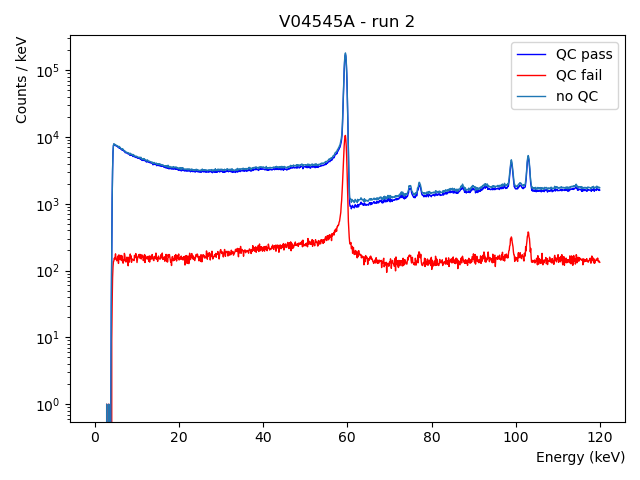 V04545A - run 2
Counts / keV
QC pass
QC fail
no QC
10^5
10^4
10^3
10^2
10^1
10^0
0 20 40 60 80 100 120
Energy (keV)